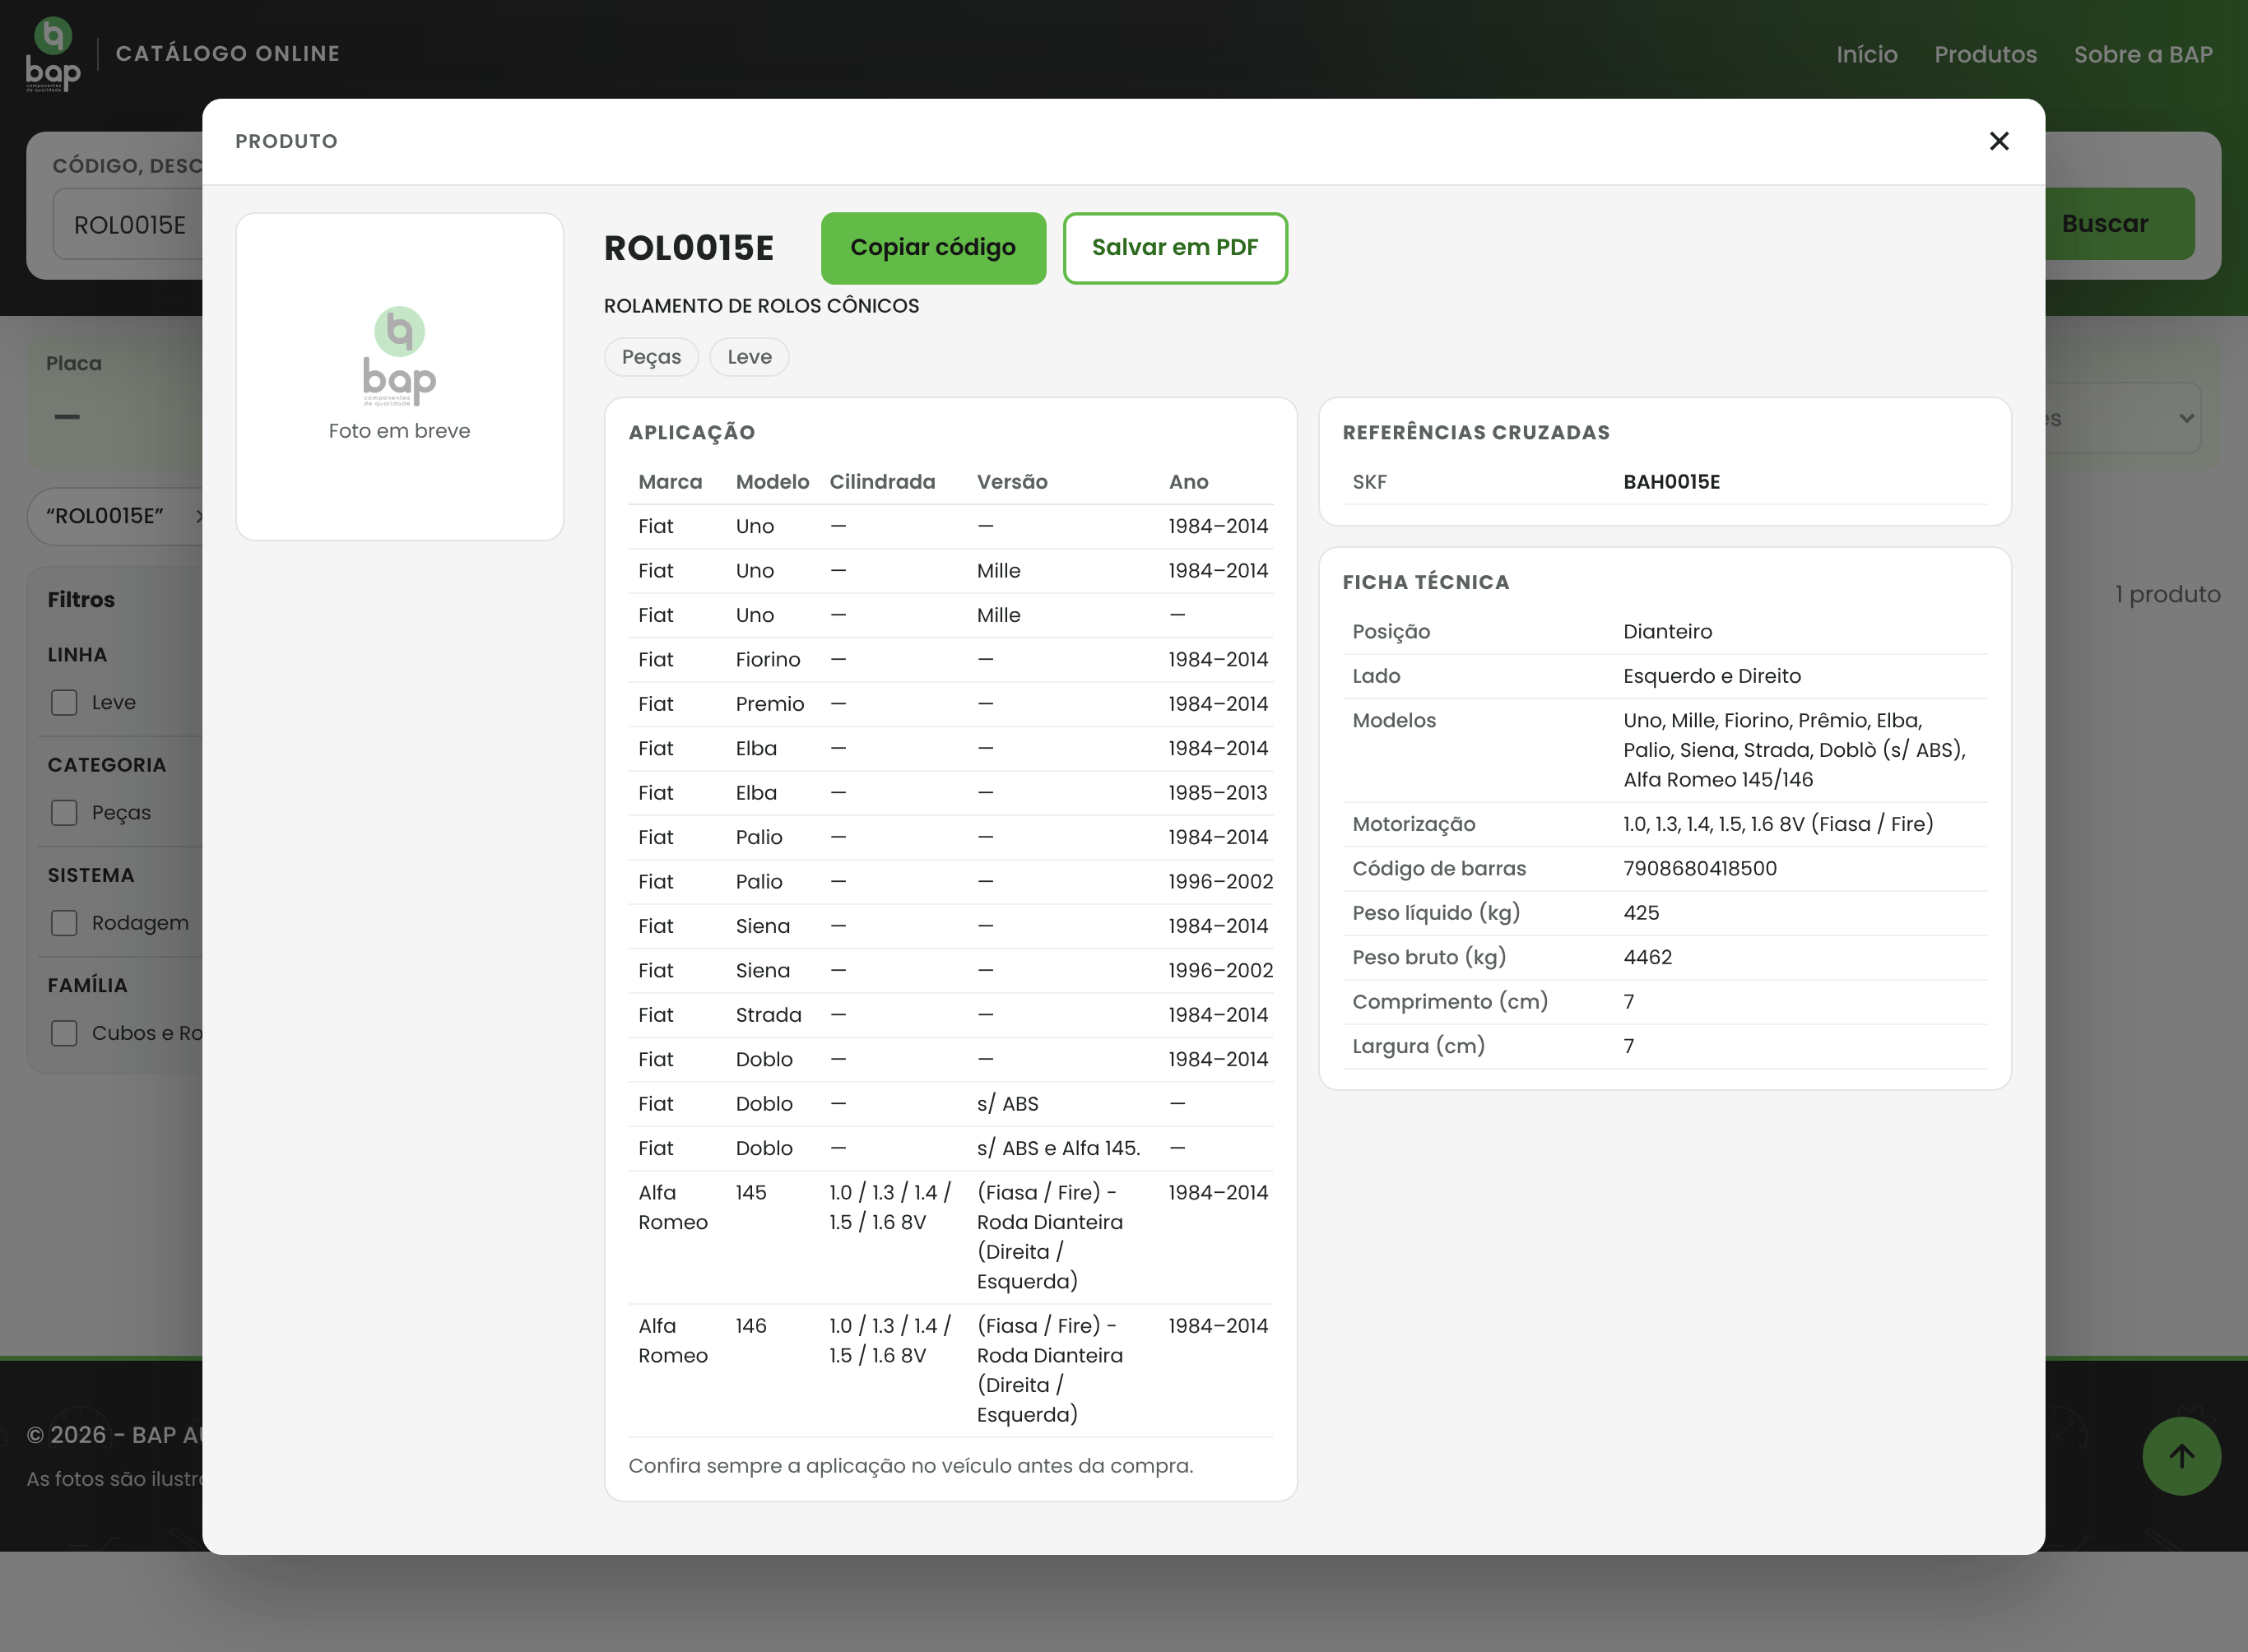 bap
componentes
de qualidade
CATÁLOGO ONLINE
Início
Produtos
Sobre a BAP
CÓDIGO, DESC
ROL0015E
Buscar
Placa
—
es
“ROL0015E”
Filtros
LINHA
Leve
CATEGORIA
Peças
SISTEMA
Rodagem
FAMÍLIA
Cubos e Ro
1 produto
PRODUTO
bap
componentes
de qualidade
Foto em breve
ROL0015E
Copiar código
Salvar em PDF
ROLAMENTO DE ROLOS CÔNICOS
Peças
Leve
APLICAÇÃO
Marca Modelo Cilindrada Versão Ano
Fiat Uno — — 1984–2014
Fiat Uno — Mille 1984–2014
Fiat Uno — Mille —
Fiat Fiorino — — 1984–2014
Fiat Premio — — 1984–2014
Fiat Elba — — 1984–2014
Fiat Elba — — 1985–2013
Fiat Palio — — 1984–2014
Fiat Palio — — 1996–2002
Fiat Siena — — 1984–2014
Fiat Siena — — 1996–2002
Fiat Strada — — 1984–2014
Fiat Doblo — — 1984–2014
Fiat Doblo — s/ ABS —
Fiat Doblo — s/ ABS e Alfa 145. —
Alfa 145 1.0 / 1.3 / 1.4 / (Fiasa / Fire) - 1984–2014
Romeo 1.5 / 1.6 8V Roda Dianteira
(Direita /
Esquerda)
Alfa 146 1.0 / 1.3 / 1.4 / (Fiasa / Fire) - 1984–2014
Romeo 1.5 / 1.6 8V Roda Dianteira
(Direita /
Esquerda)
Confira sempre a aplicação no veículo antes da compra.
REFERÊNCIAS CRUZADAS
SKF BAH0015E
FICHA TÉCNICA
Posição Dianteiro
Lado Esquerdo e Direito
Modelos Uno, Mille, Fiorino, Prêmio, Elba,
Palio, Siena, Strada, Doblò (s/ ABS),
Alfa Romeo 145/146
Motorização 1.0, 1.3, 1.4, 1.5, 1.6 8V (Fiasa / Fire)
Código de barras 7908680418500
Peso líquido (kg) 425
Peso bruto (kg) 4462
Comprimento (cm) 7
Largura (cm) 7
© 2026 - BAP AU
As fotos são ilustra